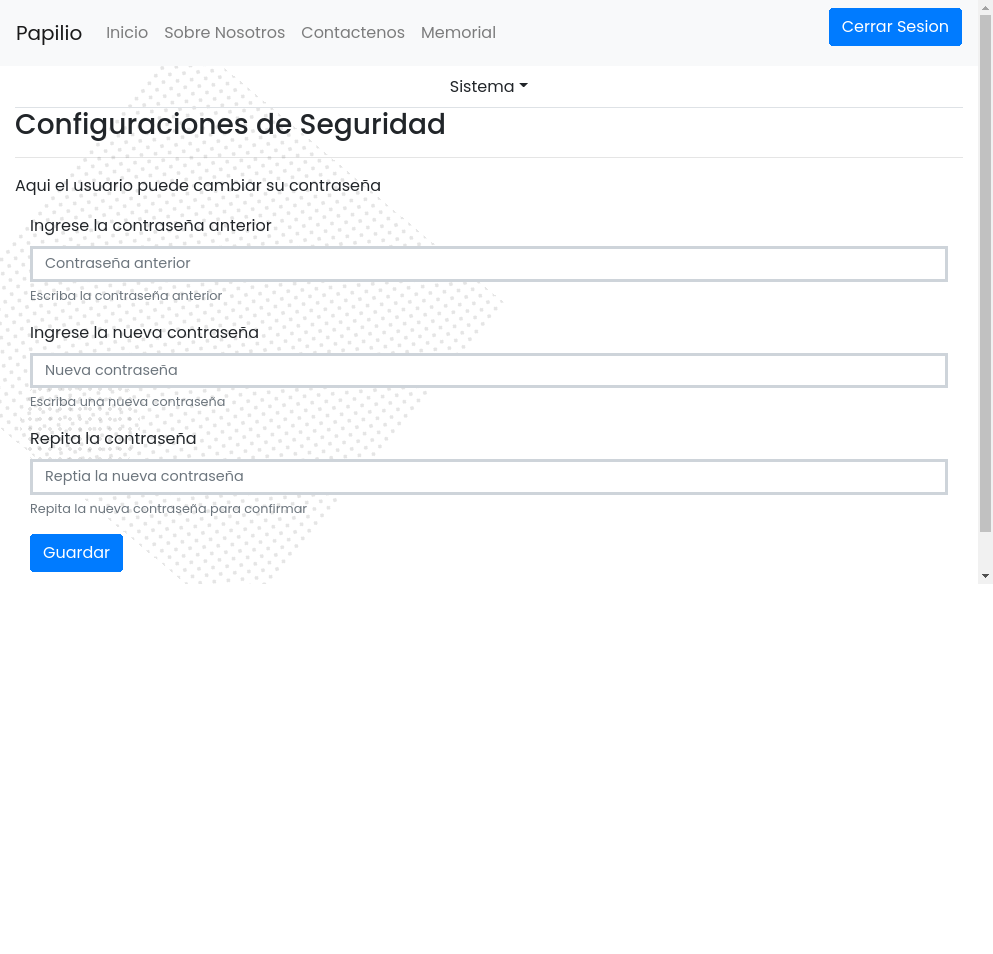 Papilio Inicio Sobre Nosotros Contactenos Memorial Cerrar Sesion
Sistema
Configuraciones de Seguridad
Aqui el usuario puede cambiar su contraseña
Ingrese la contraseña anterior
Contraseña anterior
Escriba la contraseña anterior
Ingrese la nueva contraseña
Nueva contraseña
Escriba una nueva contraseña
Repita la contraseña
Reptia la nueva contraseña
Repita la nueva contraseña para confirmar
Guardar